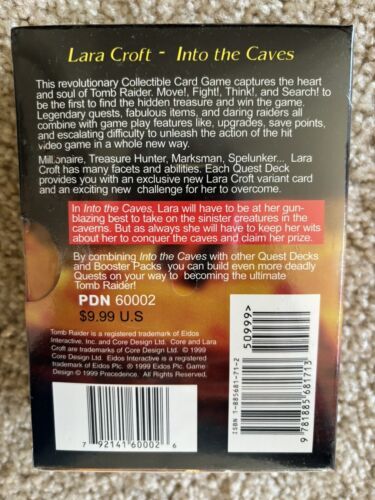 Lara Croft - Into the Caves
This revolutionary Collectible Card Game captures the heart
and soul of Tomb Raider. Move!, Fight!, Think!, and Search! to
be the first to find the hidden treasure and win the game.
Legendary quests, fabulous items, and daring raiders all
combine with game play features like, upgrades, save points,
and escalating difficulty to unleash the action of the hit
video game in a whole new way.
Millionaire, Treasure Hunter, Marksman, Spelunker... Lara
Croft has many facets and abilities. Each Quest Deck
provides you with an exclusive new Lara Croft variant card
and an exciting new challenge for her to overcome.
In Into the Caves, Lara will have to be at her gun-
blazing best to take on the sinister creatures in the
caverns. But as always she will have to keep her wits
about her to conquer the caves and claim her prize.
By combining Into the Caves with other Quest Decks
and Booster Packs you can build even more deadly
Quests on your way to becoming the ultimate
Tomb Raider!
PDN 60002
$9.99 U.S
Tomb Raider is a registered trademark of Eidos
Interactive, Inc. and Core Design Ltd. Core and Lara
Croft are trademarks of Core Design Ltd. © 1999
Core Design Ltd. Eidos Interactive is a registered
trademark of Eidos Plc. ® 1999 Eidos Plc. Game
Design © 1999 Precedence. All Rights Reserved.
7 92141 60002 6
50999>
ISBN 1-885681-71-2
9 781885 681713